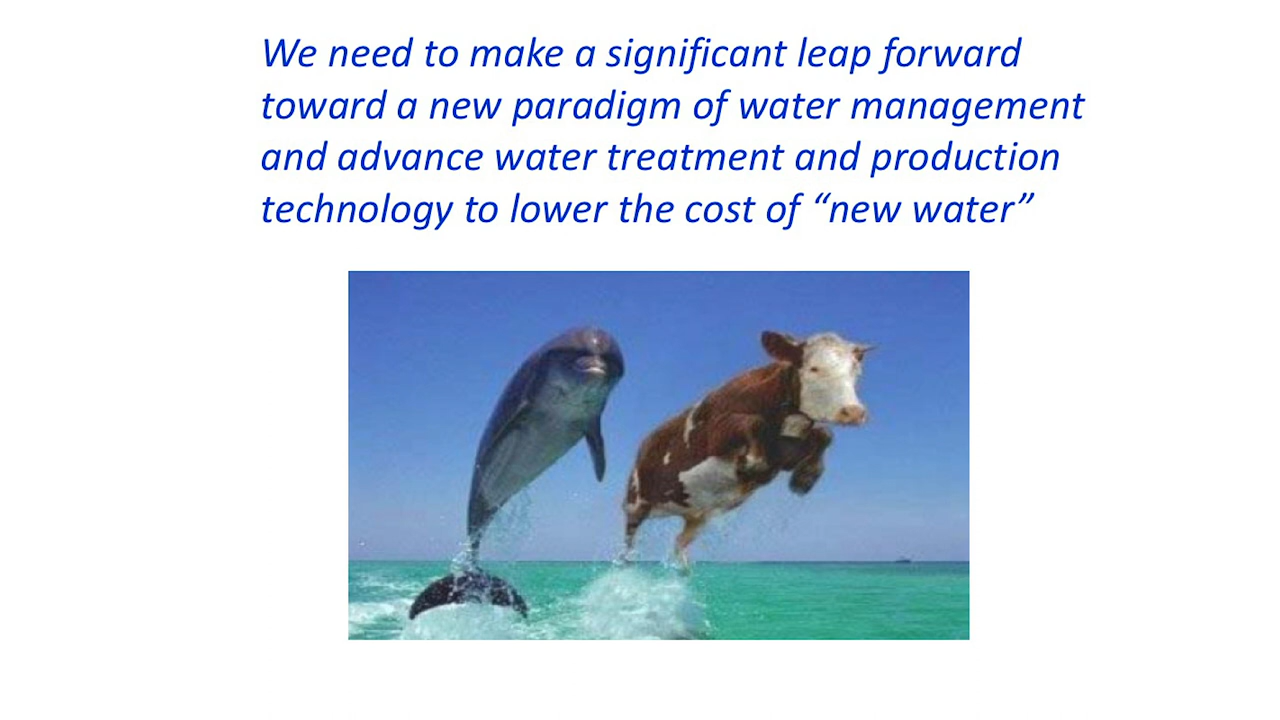 We need to make a significant leap forward
toward a new paradigm of water management
and advance water treatment and production
technology to lower the cost of “new water”